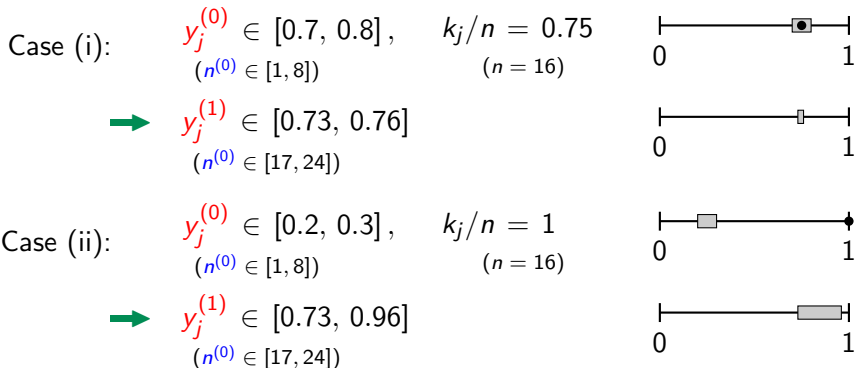 Case (i): y_j^(0) ∈ [0.7, 0.8], k_j/n = 0.75
(n^(0) ∈ [1, 8]) (n = 16)
0 1
y_j^(1) ∈ [0.73, 0.76]
(n^(0) ∈ [17, 24])
0 1
Case (ii): y_j^(0) ∈ [0.2, 0.3], k_j/n = 1
(n^(0) ∈ [1, 8]) (n = 16)
0 1
y_j^(1) ∈ [0.73, 0.96]
(n^(0) ∈ [17, 24])
0 1